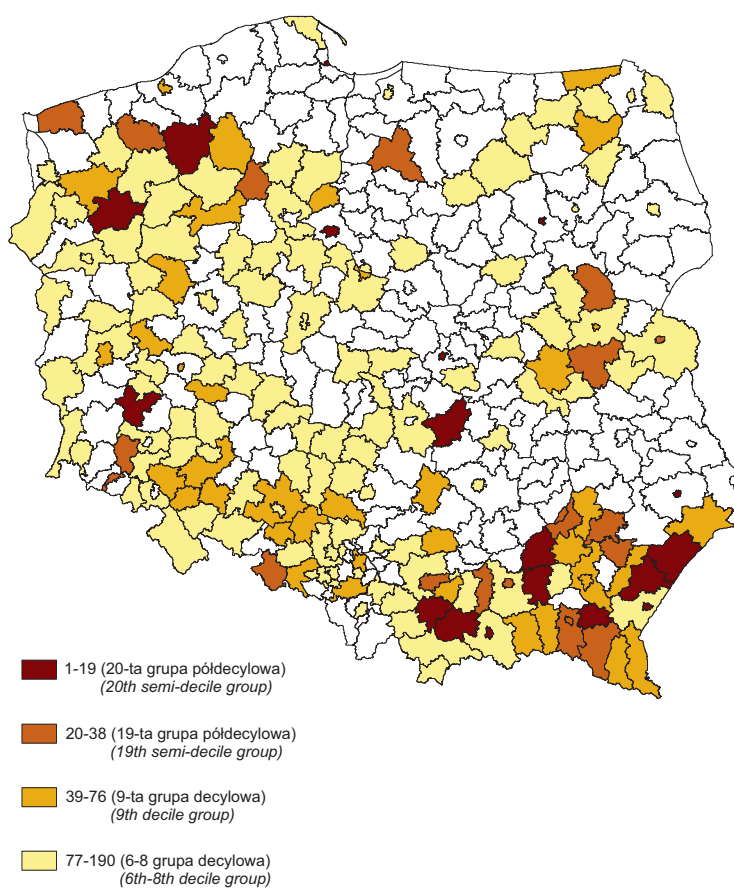 1-19 (20-ta grupa półdecylowa)
(20th semi-decile group)
20-38 (19-ta grupa półdecylowa)
(19th semi-decile group)
39-76 (9-ta grupa decylowa)
(9th decile group)
77-190 (6-8 grupa decylowa)
(6th-8th decile group)